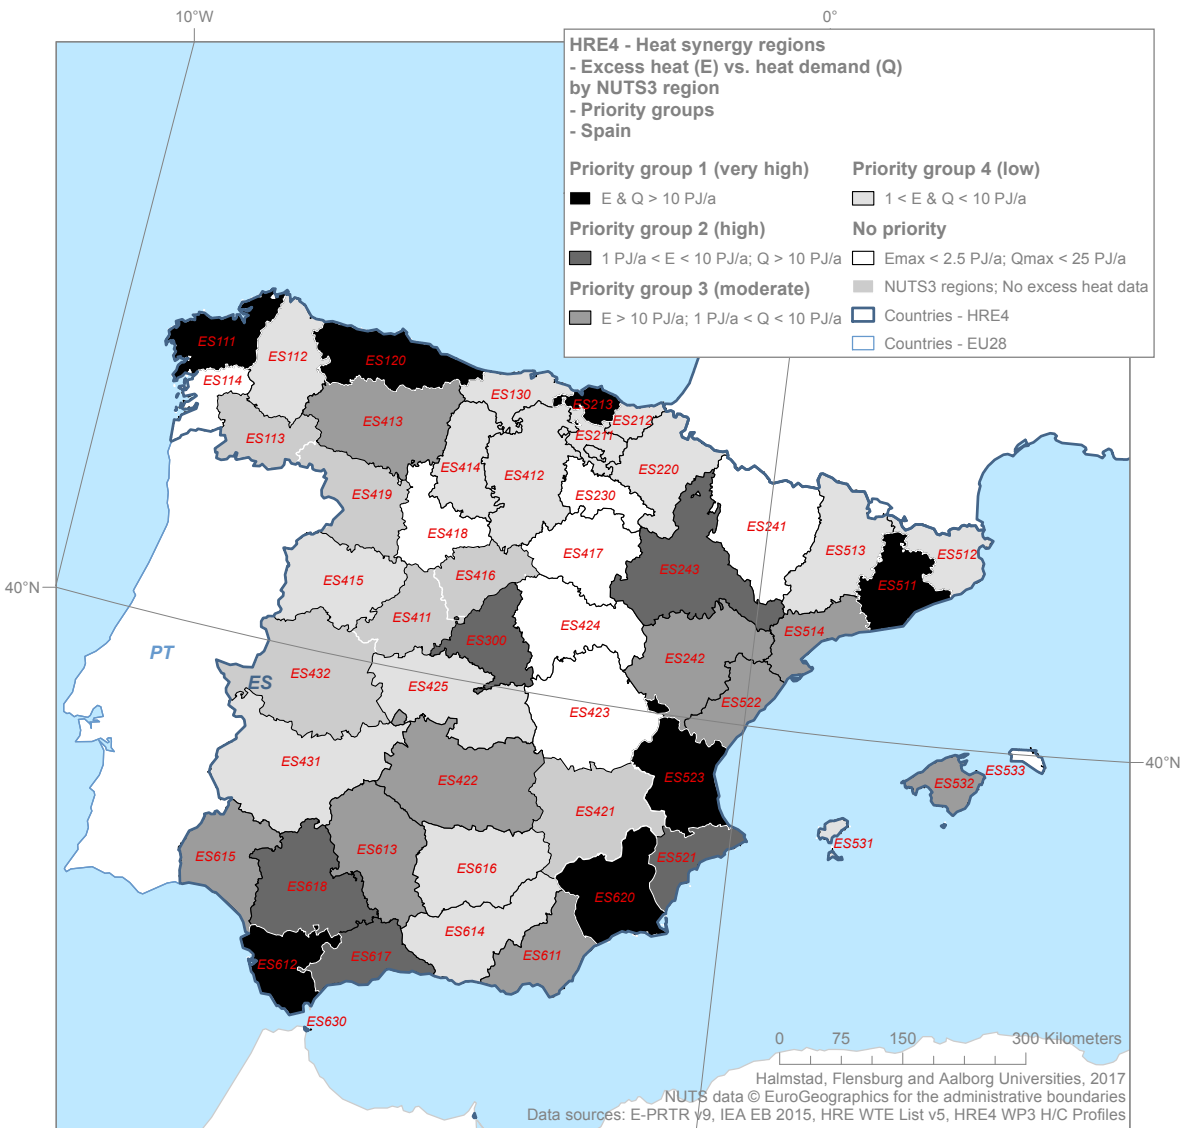 10°W
0°
HRE4 - Heat synergy regions
- Excess heat (E) vs. heat demand (Q)
by NUTS3 region
- Priority groups
- Spain
Priority group 1 (very high)
E & Q > 10 PJ/a
Priority group 2 (high)
1 PJ/a < E < 10 PJ/a; Q > 10 PJ/a
Priority group 3 (moderate)
E > 10 PJ/a; 1 PJ/a < Q < 10 PJ/a
Priority group 4 (low)
1 < E & Q < 10 PJ/a
No priority
Emax < 2.5 PJ/a; Qmax < 25 PJ/a
NUTS3 regions; No excess heat data
Countries - HRE4
Countries - EU28
ES111
ES112
ES120
ES114
ES130
ES213
ES212
ES211
ES113
ES413
ES414
ES412
ES220
ES419
ES230
ES418
ES417
ES241
ES513
ES512
ES243
ES511
ES415
ES416
ES411
ES300
ES424
ES514
ES242
40°N
PT
ES
ES432
ES425
ES423
ES522
ES431
ES422
ES523
ES532
ES533
40°N
ES421
ES531
ES615
ES613
ES616
ES521
ES618
ES620
ES614
ES617
ES611
ES612
ES630
0 75 150 300 Kilometers
Halmstad, Flensburg and Aalborg Universities, 2017
NUTS data © EuroGeographics for the administrative boundaries
Data sources: E-PRTR v9, IEA EB 2015, HRE WTE List v5, HRE4 WP3 H/C Profiles